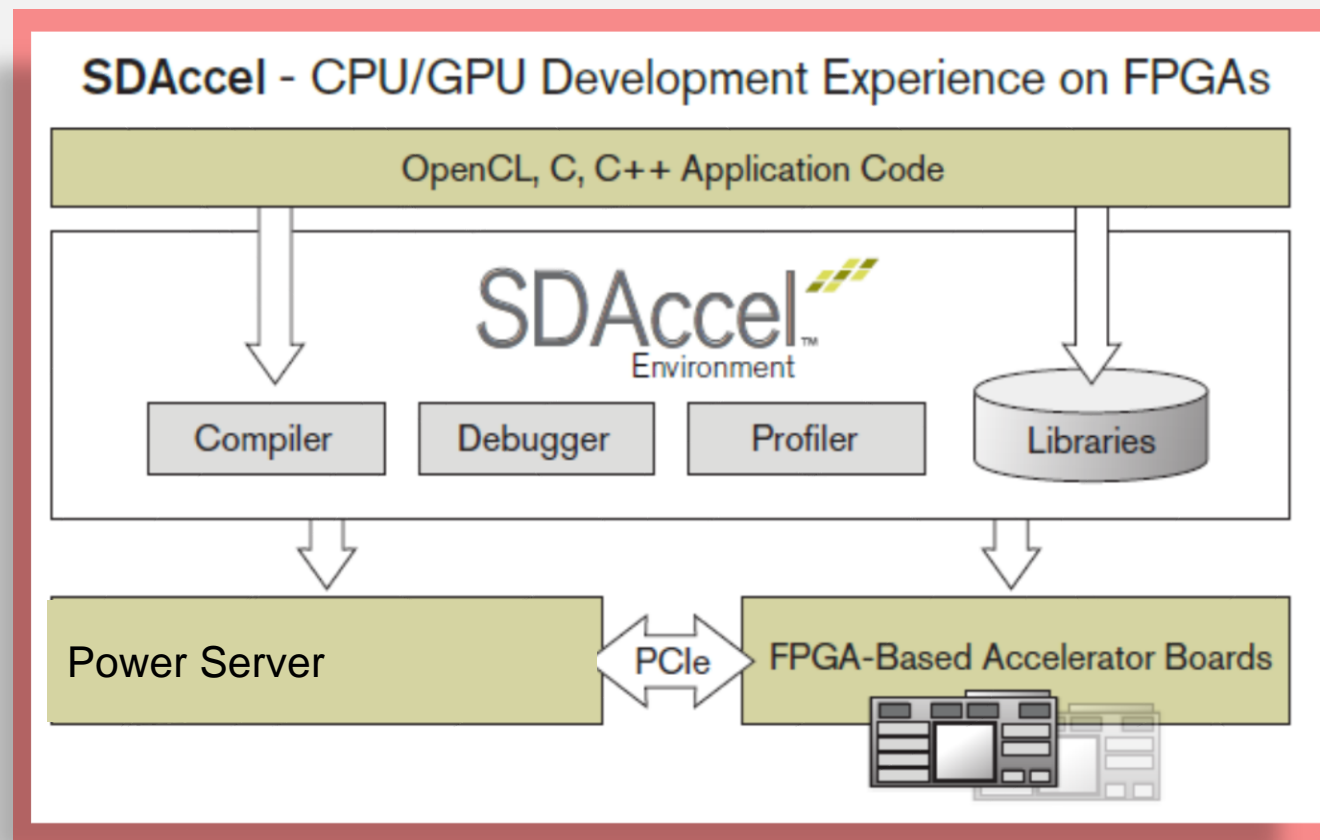 SDAccel - CPU/GPU Development Experience on FPGAs
OpenCL, C, C++ Application Code
SDAccel™
Environment
Compiler
Debugger
Profiler
Libraries
Power Server
PCIe
FPGA-Based Accelerator Boards